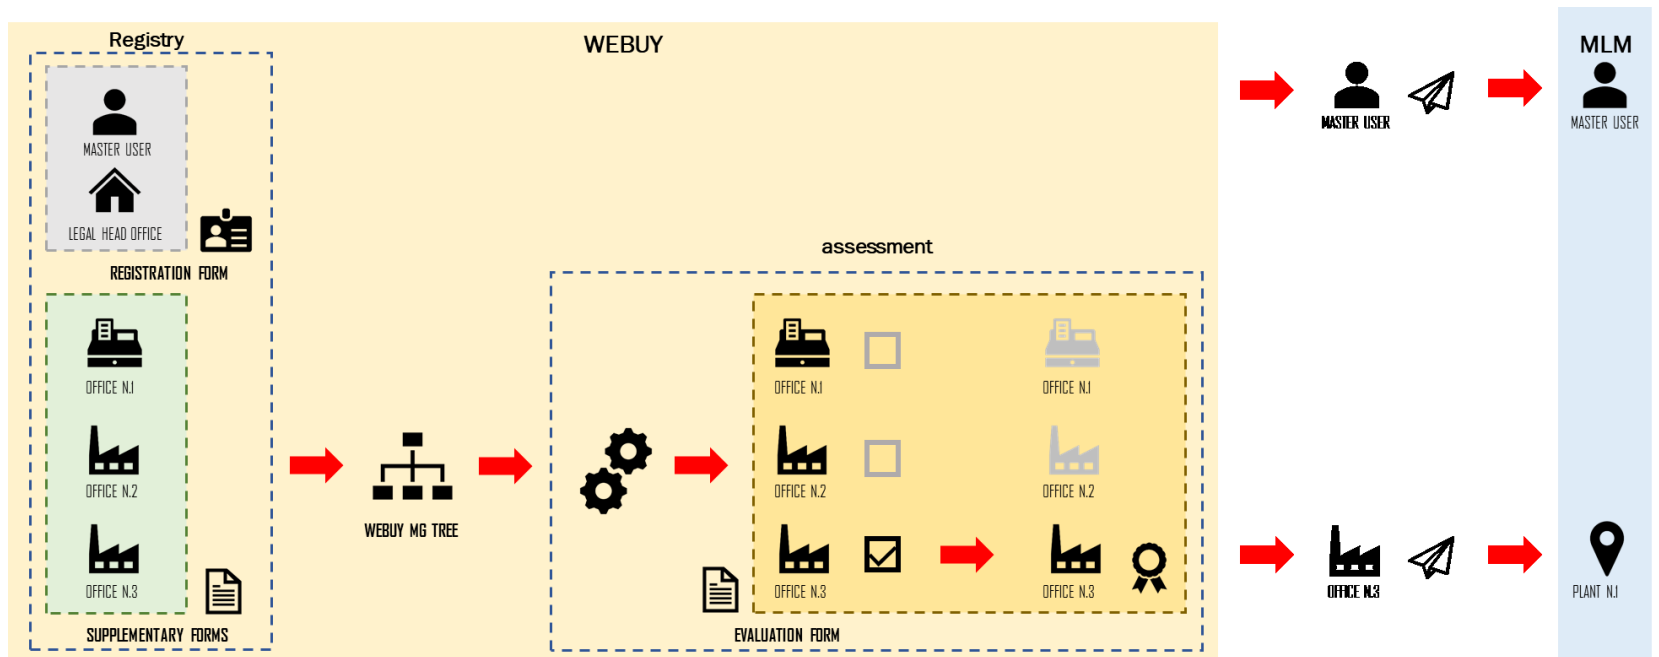 Registry
WEBUY
MLM
MASTER USER
LEGAL HEAD OFFICE
REGISTRATION FORM
MASTER USER
MASTER USER
assessment
OFFICE N.1
OFFICE N.2
OFFICE N.3
SUPPLEMENTARY FORMS
WEBUY MG TREE
OFFICE N.1
OFFICE N.1
OFFICE N.2
OFFICE N.2
OFFICE N.3
OFFICE N.3
EVALUATION FORM
OFFICE N.3
PLANT N.1